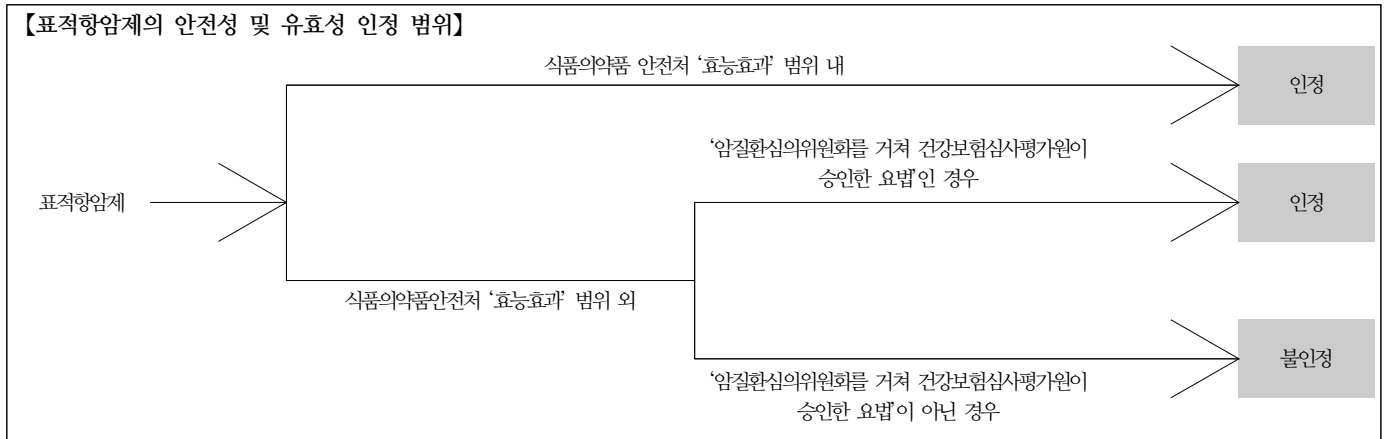 【표적항암제의 안전성 및 유효성 인정 범위】
식품의약품 안전처 ‘효능효과’ 범위 내
인정
‘암질환심의위원회를 거쳐 건강보험심사평가원이
승인한 요법’인 경우
인정
표적항암제
식품의약품안전처 ‘효능효과’ 범위 외
불인정
‘암질환심의위원회를 거쳐 건강보험심사평가원이
승인한 요법’이 아닌 경우